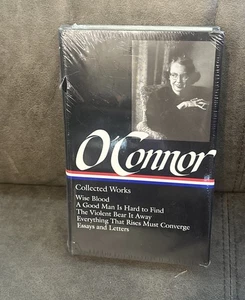 O'Connor
Collected Works
Wise Blood
A Good Man Is Hard to Find
The Violent Bear It Away
Everything That Rises Must Converge
Essays and Letters